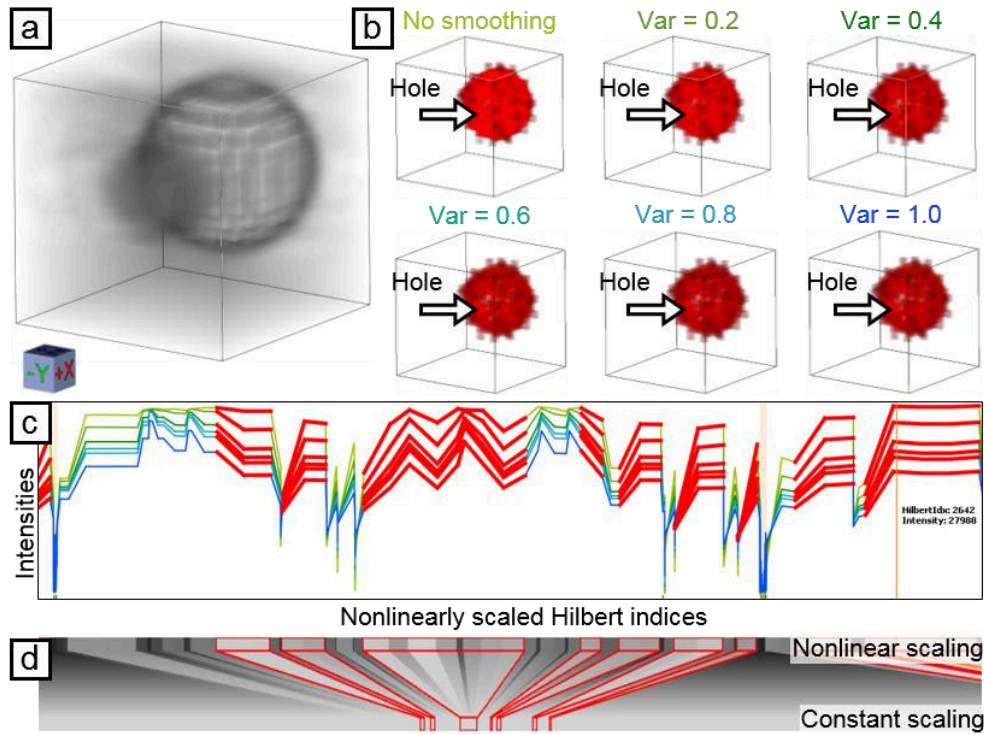 a
b
No smoothing
Var = 0.2
Var = 0.4
Hole
Hole
Hole
Var = 0.6
Var = 0.8
Var = 1.0
Hole
Hole
Hole
-Y +X
c
Intensities
HilbertIdx: 2642
Intensity: 27988
Nonlinearly scaled Hilbert indices
d
Nonlinear scaling
Constant scaling